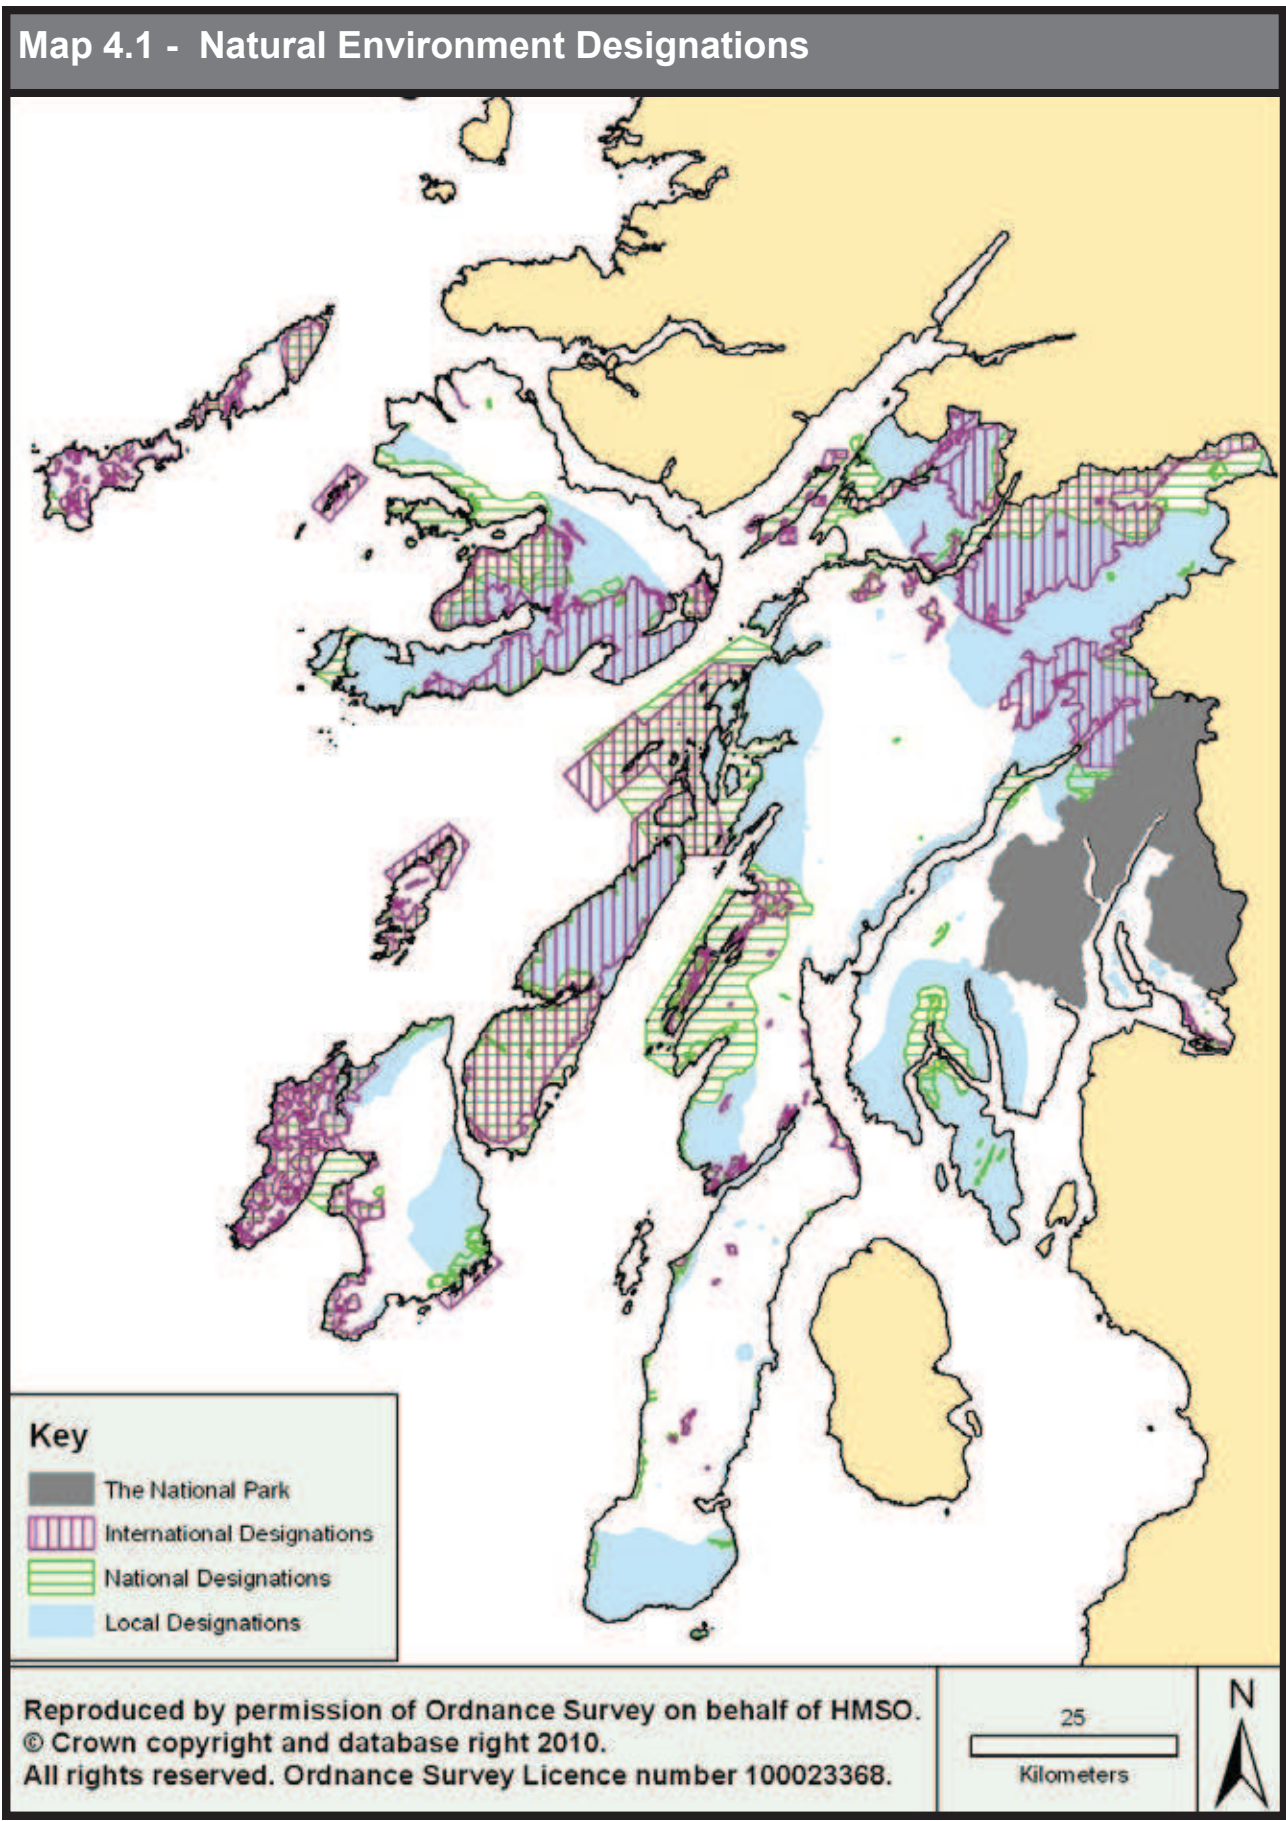 Map 4.1 - Natural Environment Designations
Key
The National Park
International Designations
National Designations
Local Designations
Reproduced by permission of Ordnance Survey on behalf of HMSO.
© Crown copyright and database right 2010.
All rights reserved. Ordnance Survey Licence number 100023368.
25
Kilometers
N